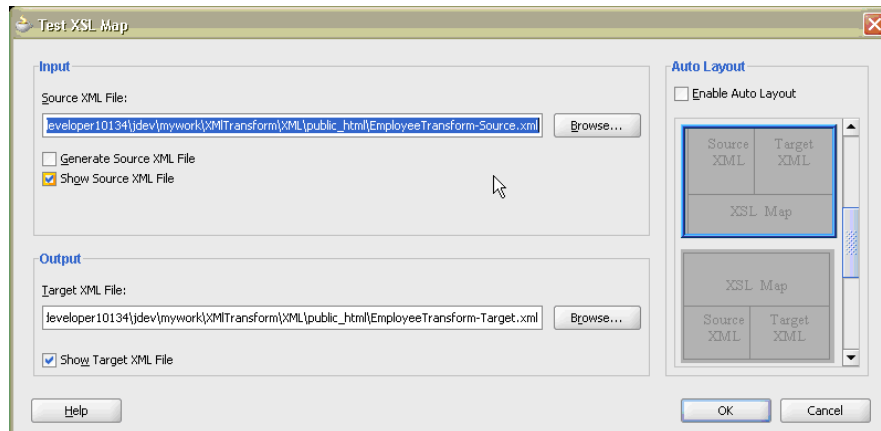 Test XSL Map
Input
Source XML File:
eveloper10134\jdev\mywork\XMlTransform\XML\public_html\EmployeeTransform-Source.xml
Browse...
Generate Source XML File
Show Source XML File
Output
Target XML File:
developer10134\jdev\mywork\XMlTransform\XML\public_html\EmployeeTransform-Target.xml
Browse...
Show Target XML File
Auto Layout
Enable Auto Layout
Source XML
Target XML
XSL Map
XSL Map
Source XML
Target XML
Help
OK
Cancel